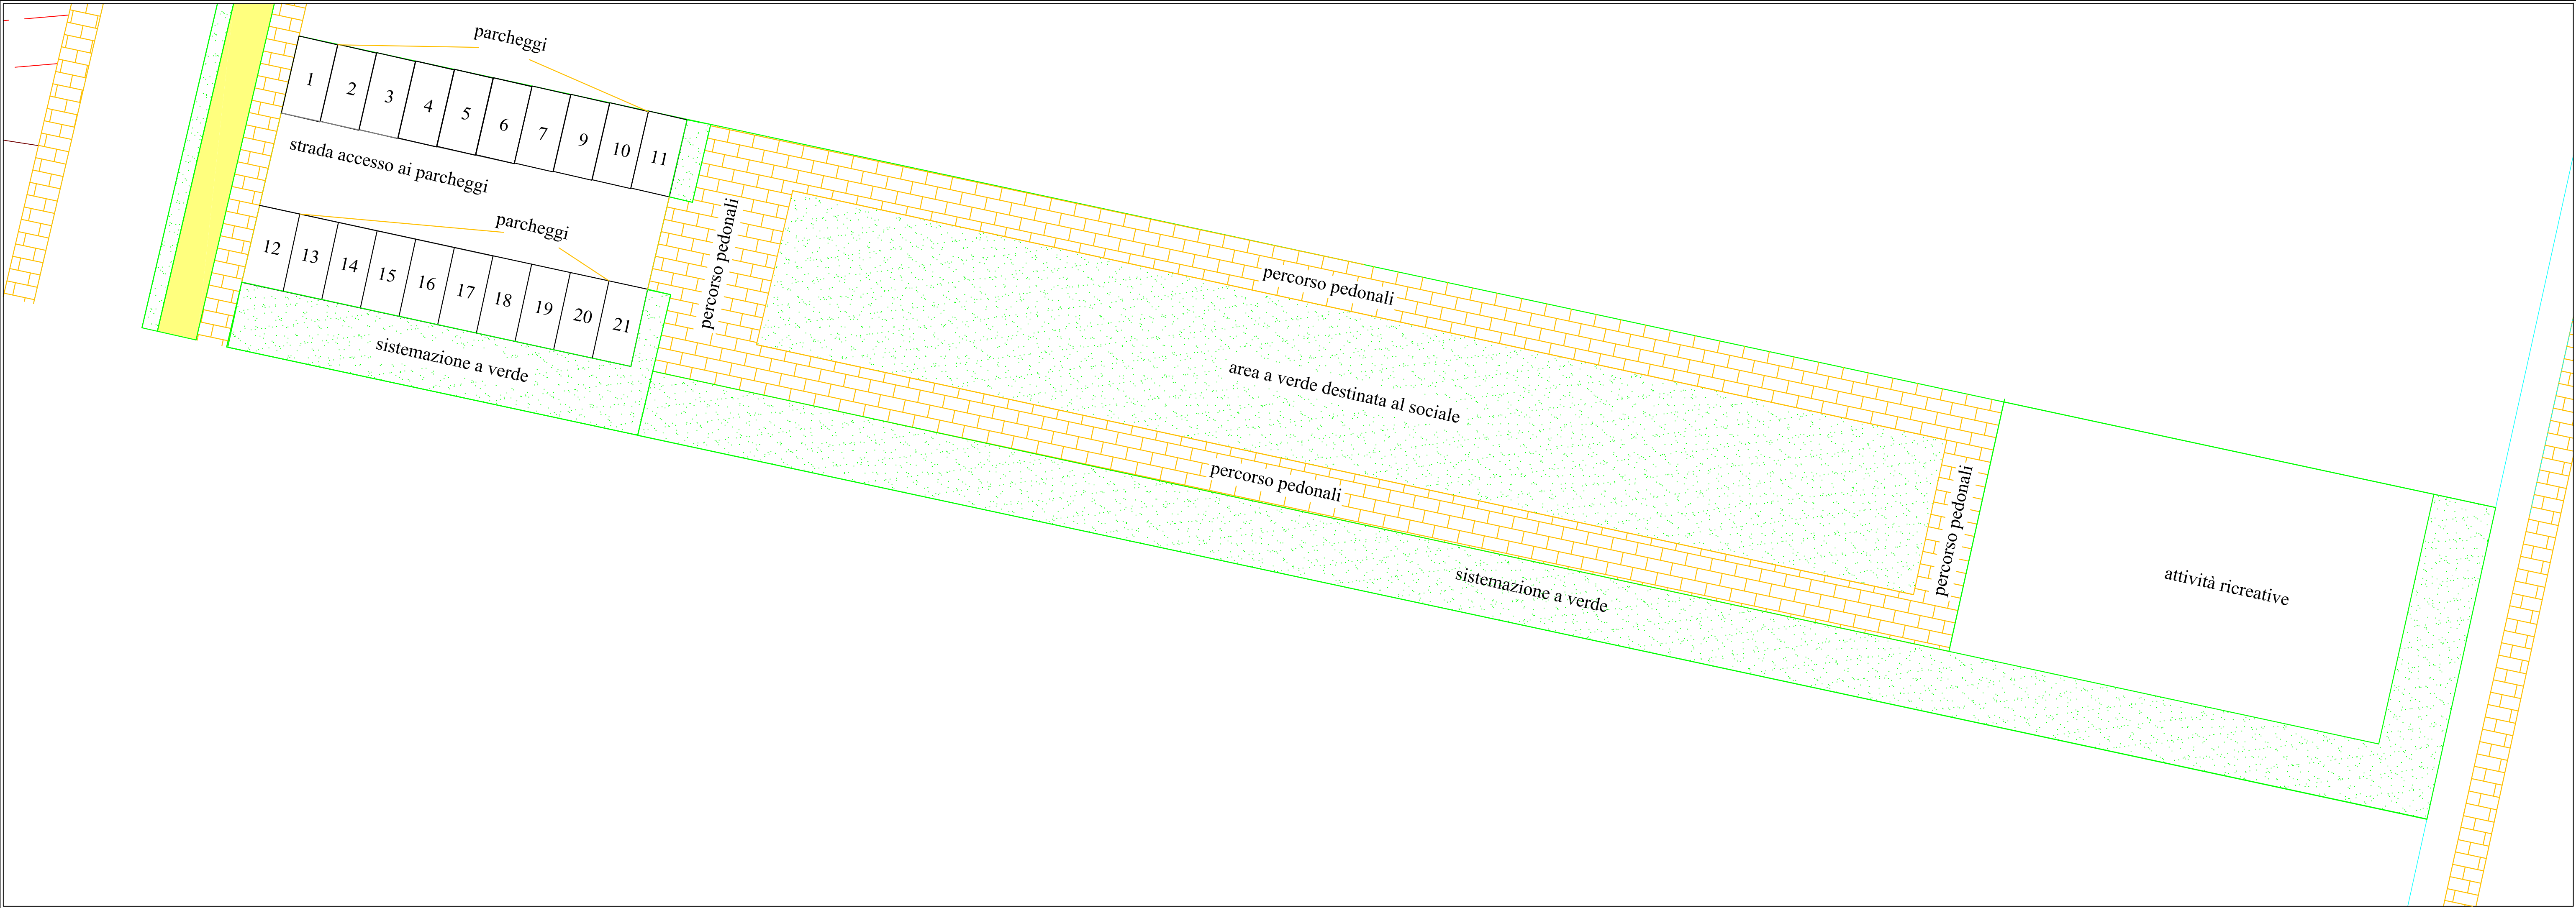 parcheggi
1 2 3 4 5 6 7 9 10 11
strada accesso ai parcheggi
parcheggi
12 13 14 15 16 17 18 19 20 21
sistemazione a verde
percorso pedonali
percorso pedonali
area a verde destinata al sociale
percorso pedonali
sistemazione a verde
percorso pedonali
attività ricreative